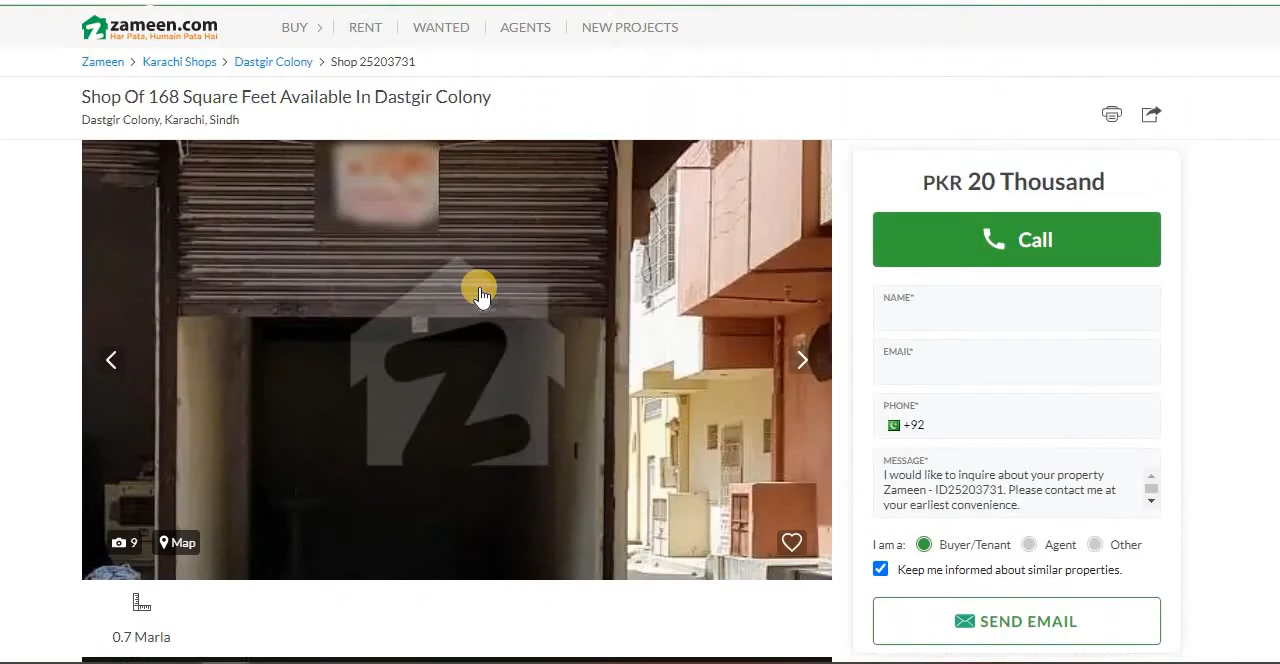 zameen.com
Har Pata, Humain Pata Hai
BUY > RENT WANTED AGENTS NEW PROJECTS
Zameen > Karachi Shops > Dastgir Colony > Shop 25203731
Shop Of 168 Square Feet Available In Dastgir Colony
Dastgir Colony, Karachi, Sindh
9 Map
0.7 Marla
PKR 20 Thousand
Call
NAME*
EMAIL*
PHONE*
+92
MESSAGE*
I would like to inquire about your property
Zameen - ID25203731. Please contact me at
your earliest convenience.
I am a: Buyer/Tenant Agent Other
Keep me informed about similar properties.
SEND EMAIL